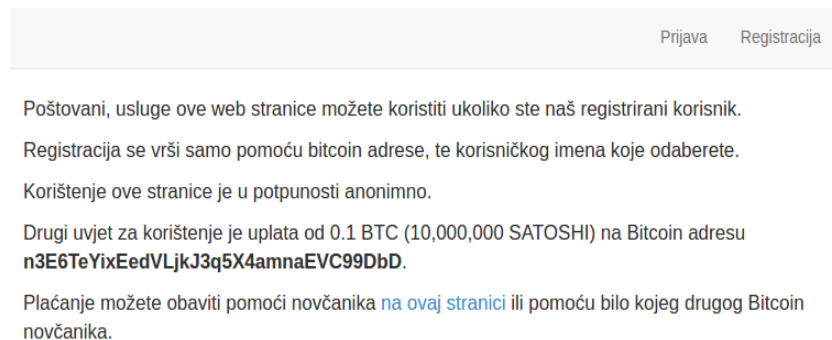 Prijava Registracija
Poštovani, usluge ove web stranice možete koristiti ukoliko ste naš registrirani korisnik.
Registracija se vrši samo pomoću bitcoin adrese, te korisničkog imena koje odaberete.
Korištenje ove stranice je u potpunosti anonimno.
Drugi uvjet za korištenje je uplata od 0.1 BTC (10,000,000 SATOSHI) na Bitcoin adresu
n3E6TeYixEedVLjkJ3q5X4amnaEVC99DbD.
Plaćanje možete obaviti pomoći novčanika na ovaj stranici ili pomoću bilo kojeg drugog Bitcoin
novčanika.